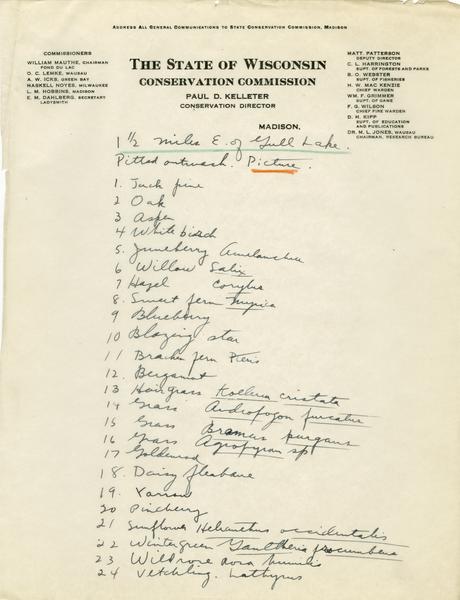 ADDRESS ALL GENERAL COMMUNICATIONS TO STATE CONSERVATION COMMISSION, MADISON
COMMISSIONERS
WILLIAM MAUTHE, CHAIRMAN
FOND DU LAC
O. C. LEMKE, WAUSAU
A. W. ICKS, GREEN BAY
HASKELL NOYES, MILWAUKEE
L. M. HOBBINS, MADISON
E. M. DAHLBERG, SECRETARY
LADYSMITH
THE STATE OF WISCONSIN
CONSERVATION COMMISSION
PAUL D. KELLETER
CONSERVATION DIRECTOR
MATT. PATTERSON
DEPUTY DIRECTOR
C. L. HARRINGTON
SUPT. OF FORESTS AND PARKS
B. O. WEBSTER
SUPT. OF FISHERIES
H. W. MAC KENZIE
CHIEF WARDEN
WM. F. GRIMMER
SUPT. OF GAME
F. G. WILSON
CHIEF FIRE WARDEN
D. H. KIPP
SUPT. OF EDUCATION
AND PUBLICATIONS
DR. M. L. JONES, WAUSAU
CHAIRMAN, RESEARCH BUREAU
MADISON,
1 1/2 miles E. of Gull Lake.
Pitted outwash. Picture.
1. Jack pine
2 Oak
3 Aspen
4 White birch
5. Juneberry Amelanchier
6 Willow Salix
7 Hazel Corylus
8. Sweet fern Myrica
9 Blueberry
10 Blazing star
11 Bracken fern Pteris
12. Bergamot
13 Hairgrass Koeleria cristata
14 Grass Andropogon furcatus
15 Grass Bromus purgans
16 Grass Agropyron sp
17 Goldenrod
18. Daisy fleabane
19. Yarrow
20 Pincherry
21 Sunflower Helianthus occidentalis
22 Wintergreen Gaultheria procumbens
23 Wild rose rosa humilis
24 Vetchling. Lathyrus